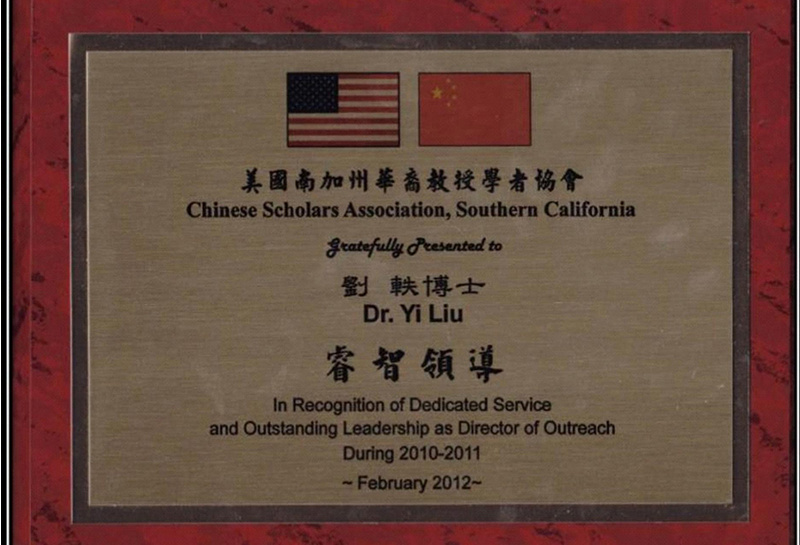 美國南加州華裔教授學者協會
Chinese Scholars Association, Southern California
Gratefully Presented to
劉 軼博士
Dr. Yi Liu
睿智領導
In Recognition of Dedicated Service
and Outstanding Leadership as Director of Outreach
During 2010-2011
~ February 2012~